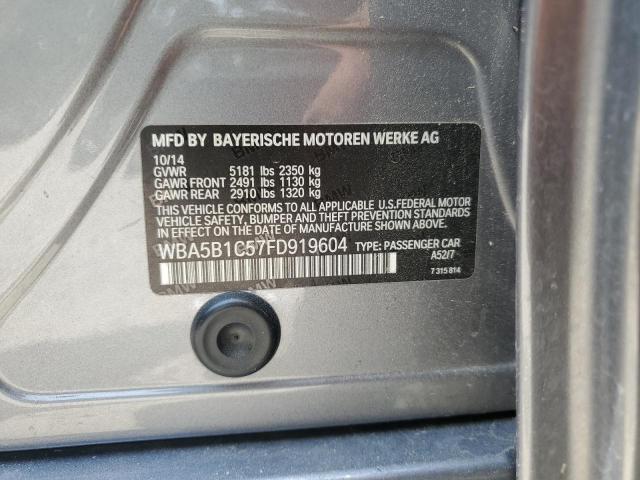 MFD BY BAYERISCHE MOTOREN WERKE AG
10/14
GVWR 5181 lbs 2350 kg
GAWR FRONT 2491 lbs 1130 kg
GAWR REAR 2910 lbs 1320 kg
THIS VEHICLE CONFORMS TO ALL APPLICABLE U.S.FEDERAL MOTOR
VEHICLE SAFETY, BUMPER AND THEFT PREVENTION STANDARDS
IN EFFECT ON THE DATE OF MANUFACTURE SHOWN ABOVE.
WBA5B1C57FD919604 TYPE: PASSENGER CAR
A52/7
7 315 814